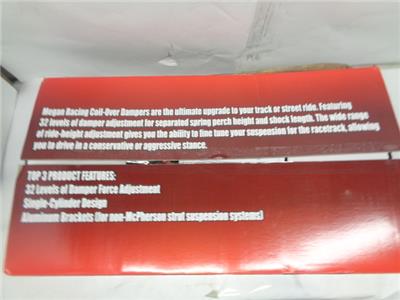 Megan Racing Coil-Over Dampers are the ultimate upgrade to your track or street ride. Featuring
32 levels of damper adjustment for separated spring perch height and shock length. The wide range
of ride-height adjustment gives you the ability to fine tune your suspension for the racetrack, allowing
you to drive in a conservative or aggressive stance.
TOP 3 PRODUCT FEATURES:
32 Levels of Damper Force Adjustment
Single-Cylinder Design
Aluminum Brackets (for non-McPherson strut suspension systems)